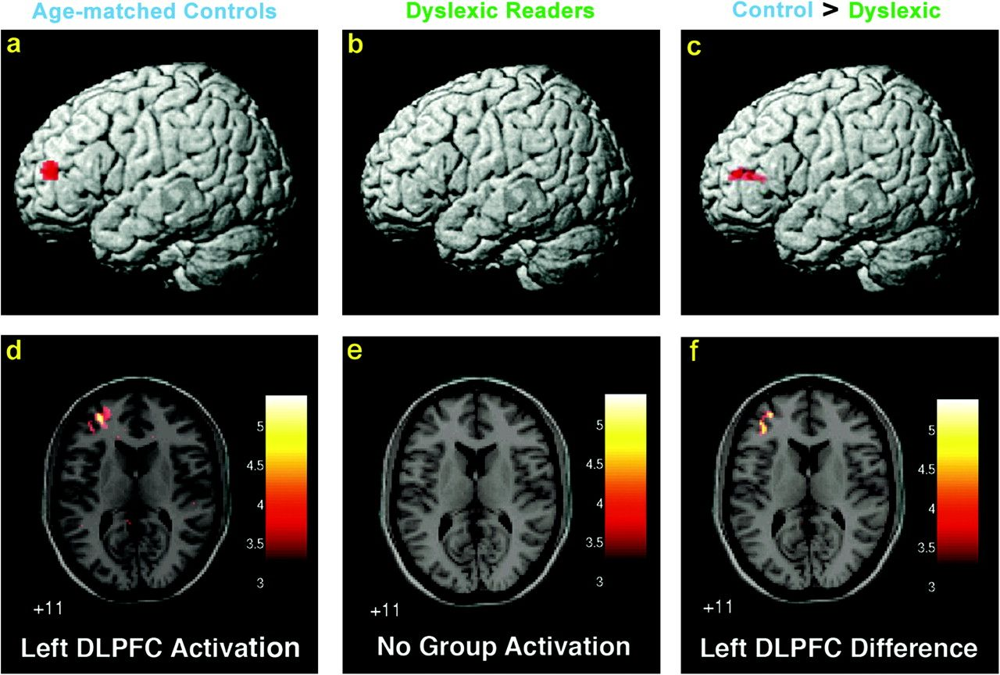 Age-matched Controls
Dyslexic Readers
Control > Dyslexic
a
b
c
d
5
4.5
4
3.5
3
+11
Left DLPFC Activation
e
5
4.5
4
3.5
3
+11
No Group Activation
f
5
4.5
4
3.5
3
+11
Left DLPFC Difference